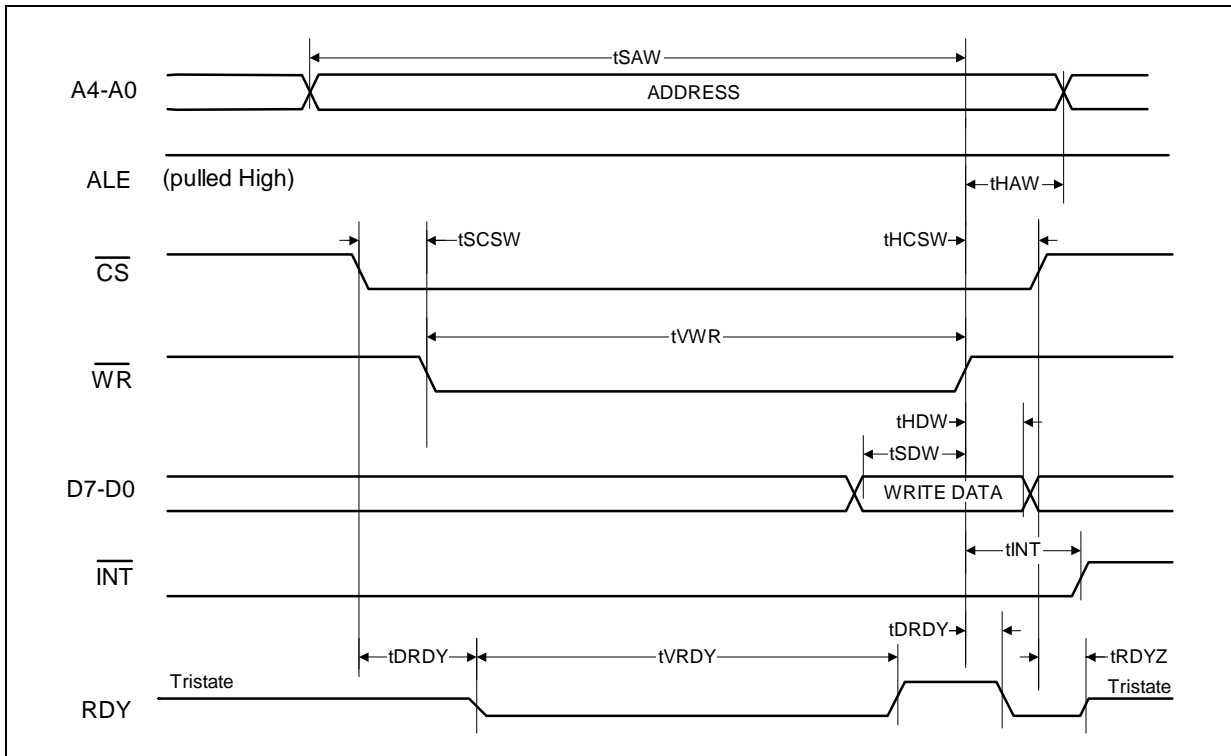 tSAW
A4-A0
ADDRESS
ALE
(pulled High)
tHAW
tSCSW
tHCSW
CS
tVWR
WR
tHDW
tSDW
D7-D0
WRITE DATA
tINT
INT
tDRDY
tDRDY
tVRDY
tRDYZ
Tristate
Tristate
RDY